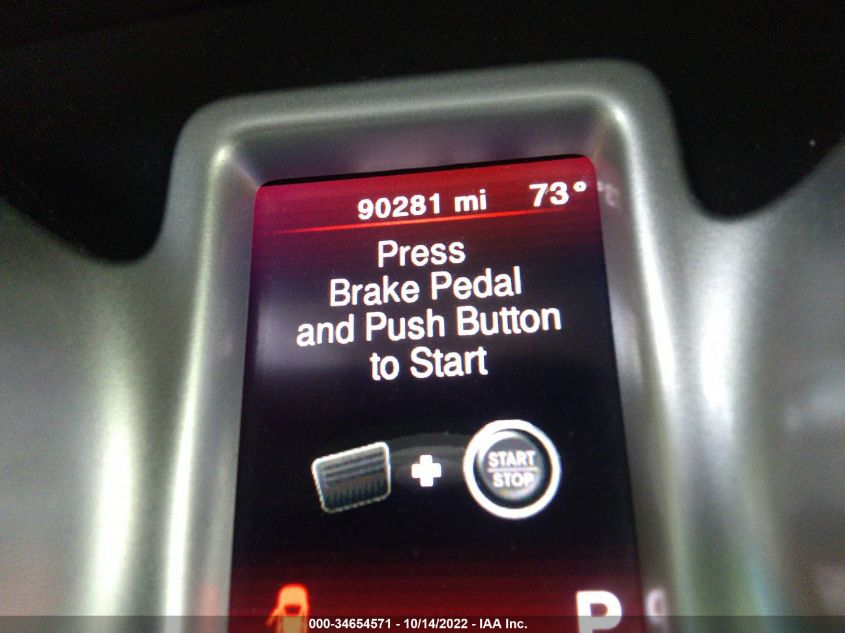 90281 mi 73°
Press
Brake Pedal
and Push Button
to Start
START
STOP
P
000-34654571 - 10/14/2022 - IAA Inc.